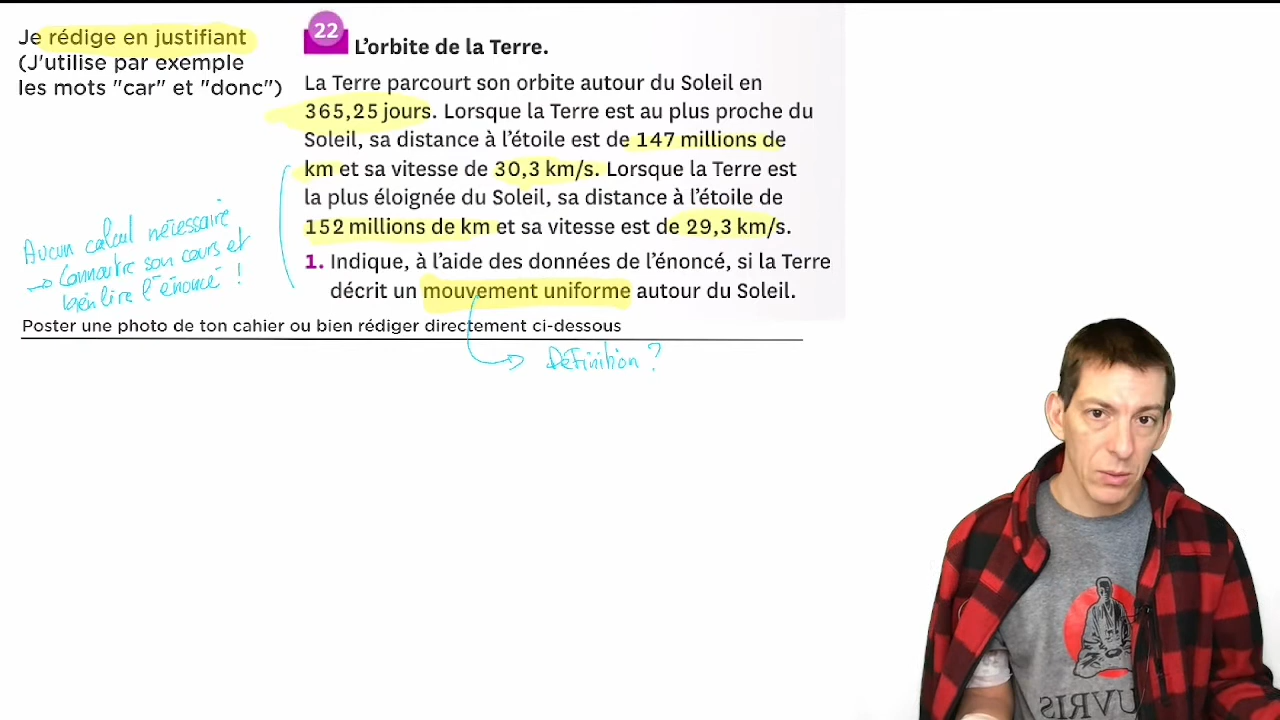 Je rédige en justifiant
(J'utilise par exemple
les mots "car" et "donc")
22
L'orbite de la Terre.
La Terre parcourt son orbite autour du Soleil en
365,25 jours. Lorsque la Terre est au plus proche du
Soleil, sa distance à l'étoile est de 147 millions de
km et sa vitesse de 30,3 km/s. Lorsque la Terre est
la plus éloignée du Soleil, sa distance à l'étoile de
152 millions de km et sa vitesse est de 29,3 km/s.
1. Indique, à l'aide des données de l'énoncé, si la Terre
décrit un mouvement uniforme autour du Soleil.
Aucun calcul nécessaire
→ Connaitre son cours et
bien lire l'énoncé !
Poster une photo de ton cahier ou bien rédiger directement ci-dessous
Définition ?
UVRIS